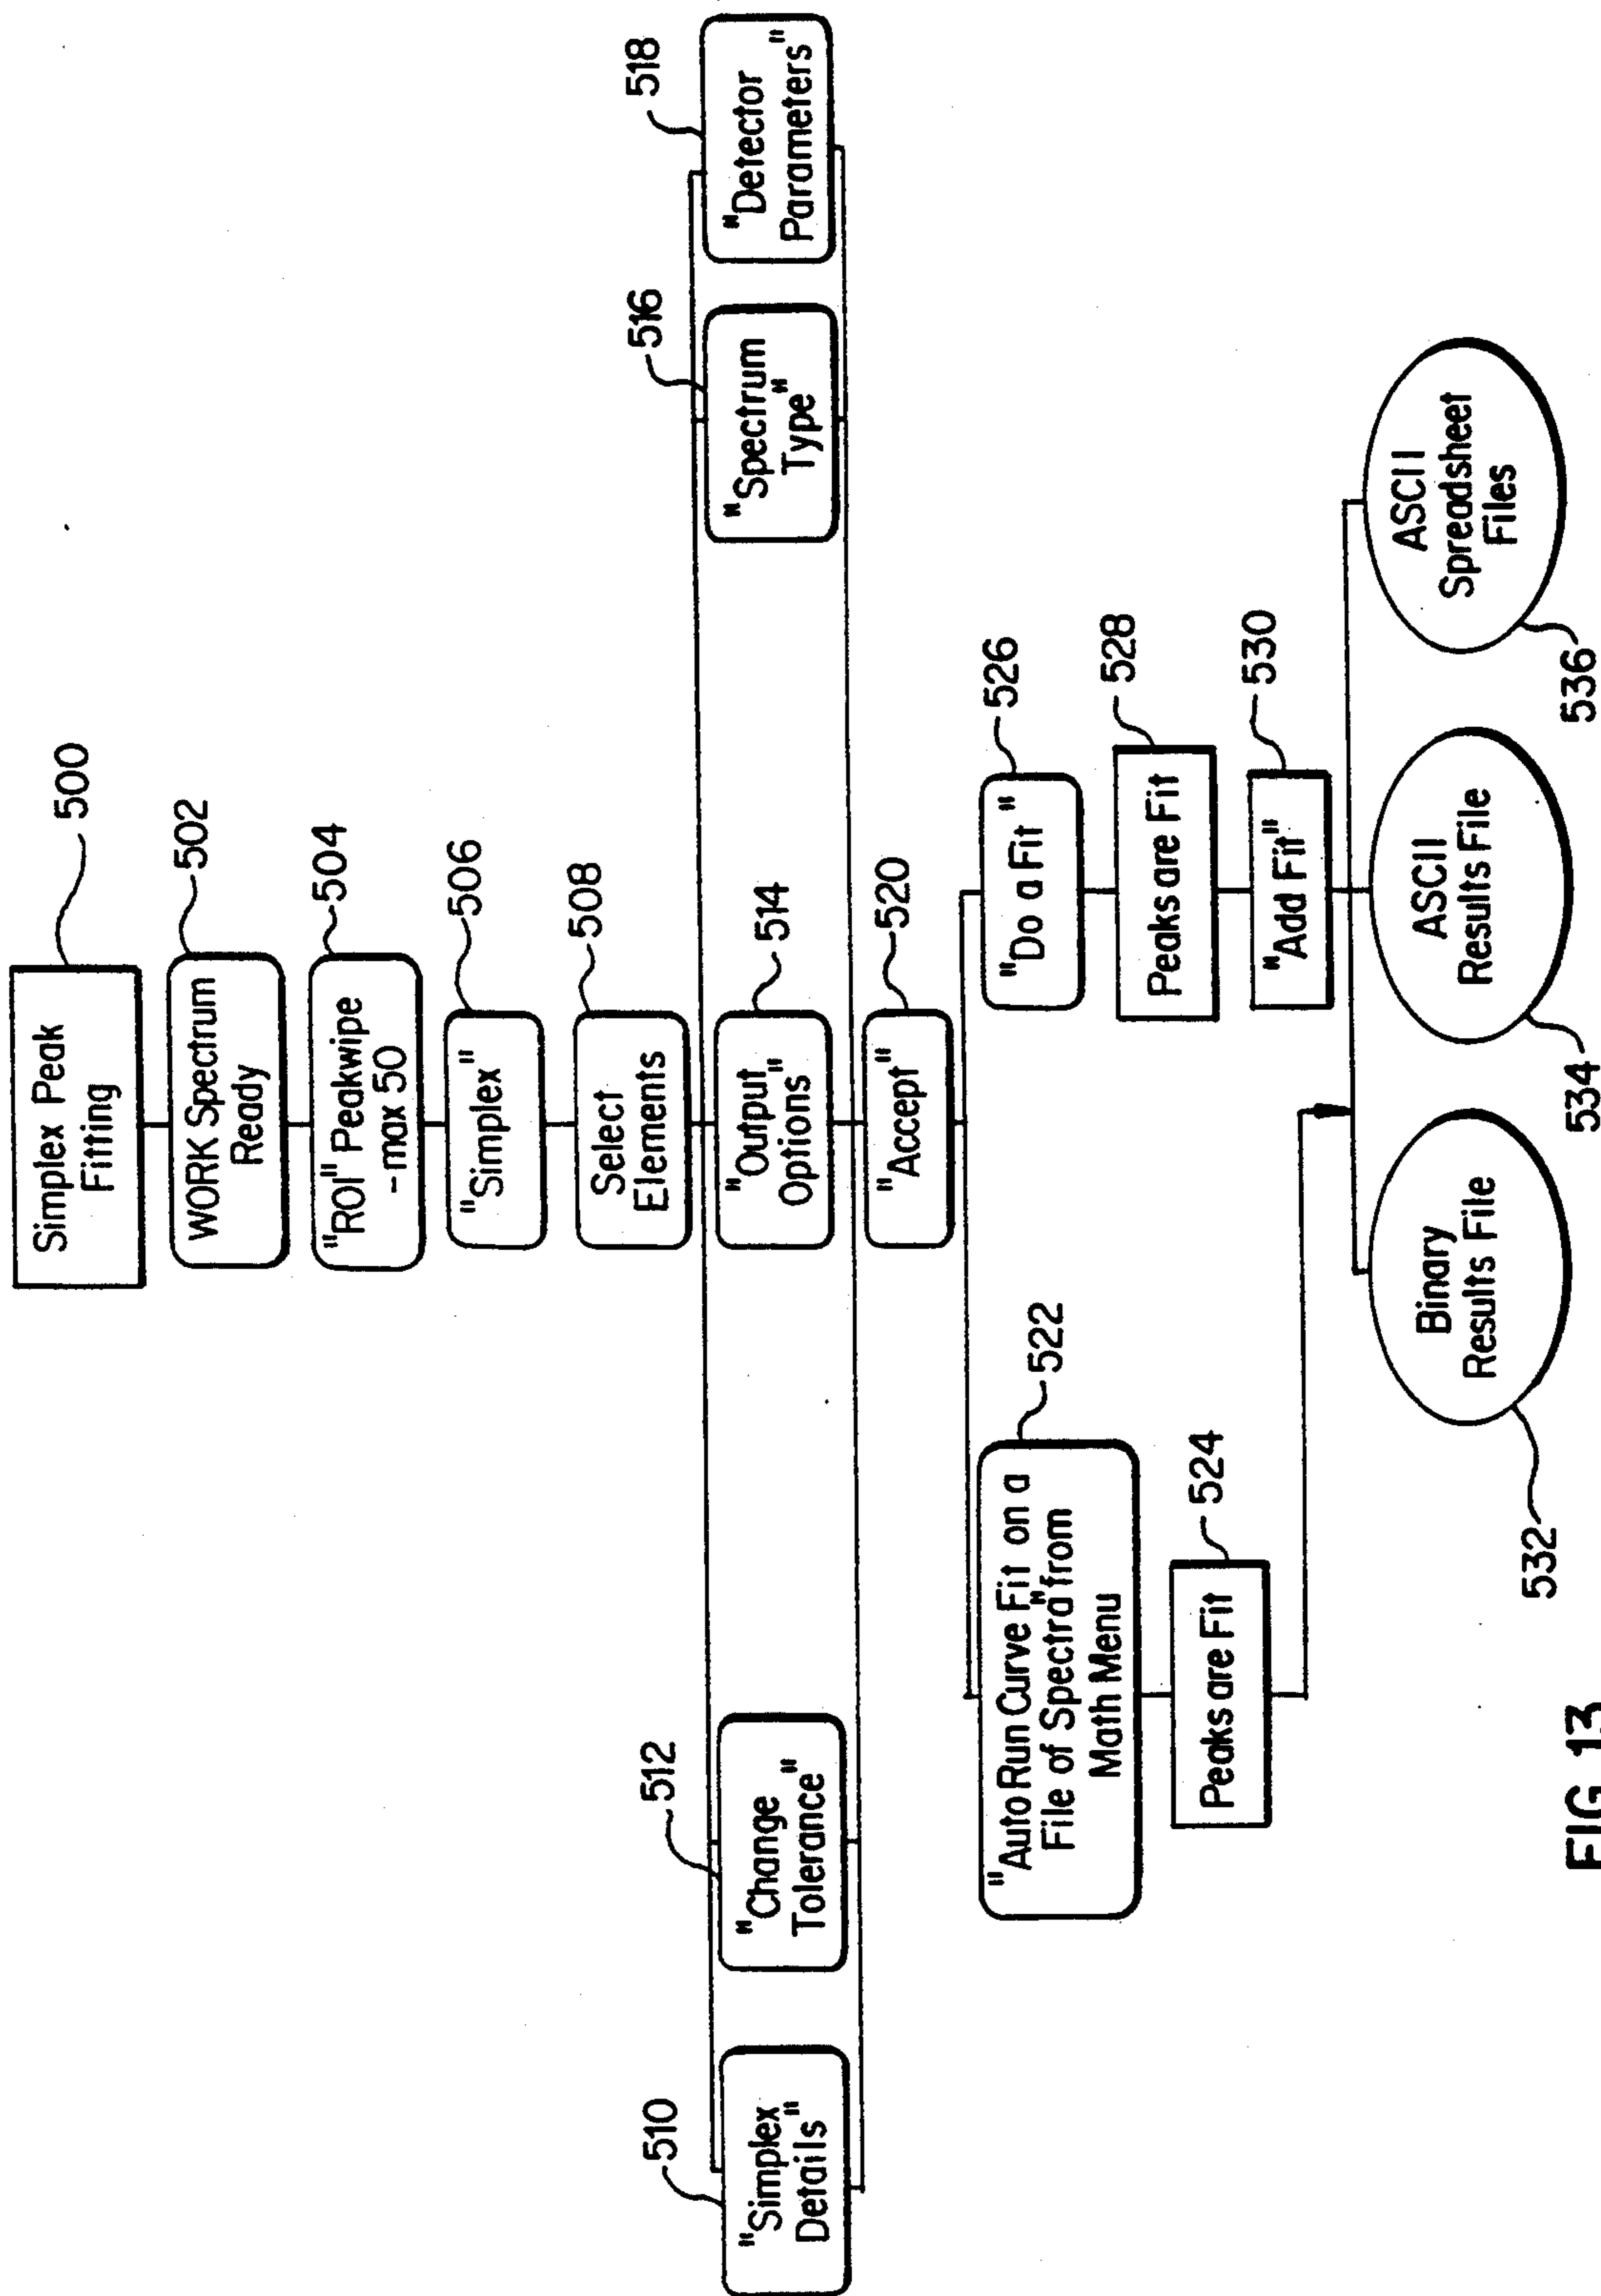 Simplex Peak
Fitting
500
WORK Spectrum
Ready
502
"ROI" Peakwipe
- max 50
504
"Simplex"
506
Select
Elements
508
"Simplex
Details"
510
"Change
Tolerance"
512
"Output
Options"
514
"Spectrum
Type"
516
"Detector
Parameters"
518
"Accept"
520
"Auto Run Curve Fit on a
File of Spectra" from
Math Menu
522
Peaks are Fit
524
"Do a Fit"
526
Peaks are Fit
528
"Add Fit"
530
Binary
Results File
532
ASCII
Results File
534
ASCII
Spreadsheet
Files
536
FIG. 13